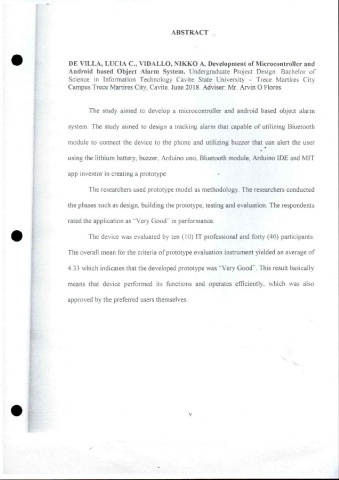 ABSTRACT
DE VILLA, LUCIA C., VIDALLO, NIKKO A. Development of Microcontroller and
Android based Object Alarm System. Undergraduate Project Design Bachelor of
Science in Information Technology Cavite State University – Trece Martires City
Campus Trece Martires City, Cavite. June 2018. Adviser: Mr. Arvin O Flores
The study aimed to develop a microcontroller and android based object alarm
system. The study aimed to design a tracking alarm that capable of utilizing Bluetooth
module to connect the device to the phone and utilizing buzzer that can alert the user
using the lithium battery, buzzer, Arduino uno, Bluetooth module, Arduino IDE and MIT
app inventor in creating a prototype
The researchers used prototype model as methodology. The researchers conducted
the phases such as design, building the prototype, testing and evaluation. The respondents
rated the application as "Very Good" in performance.
The device was evaluated by ten (10) IT professional and forty (40) participants.
The overall mean for the criteria of prototype evaluation instrument yielded an average of
4.33 which indicates that the developed prototype was "Very Good". This result basically
means that device performed its functions and operates efficiently, which was also
approved by the preferred users themselves.
v